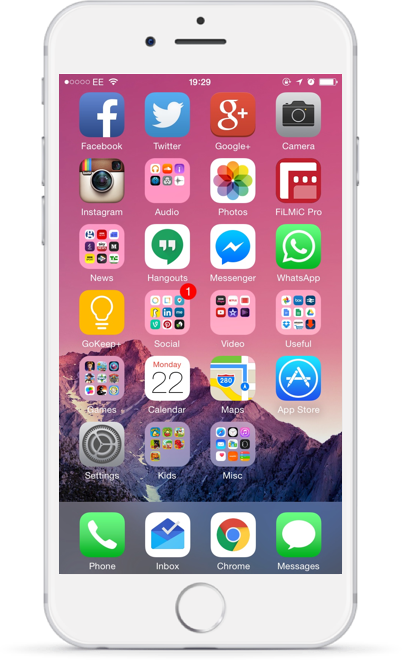 EE 19:29
Facebook Twitter Google+ Camera
Instagram Audio Photos FiLMiC Pro
News Hangouts Messenger WhatsApp
1
GoKeep+ Social Video Useful
Monday
22
280
Games Calendar Maps App Store
Settings Kids Misc
Phone Inbox Chrome Messages